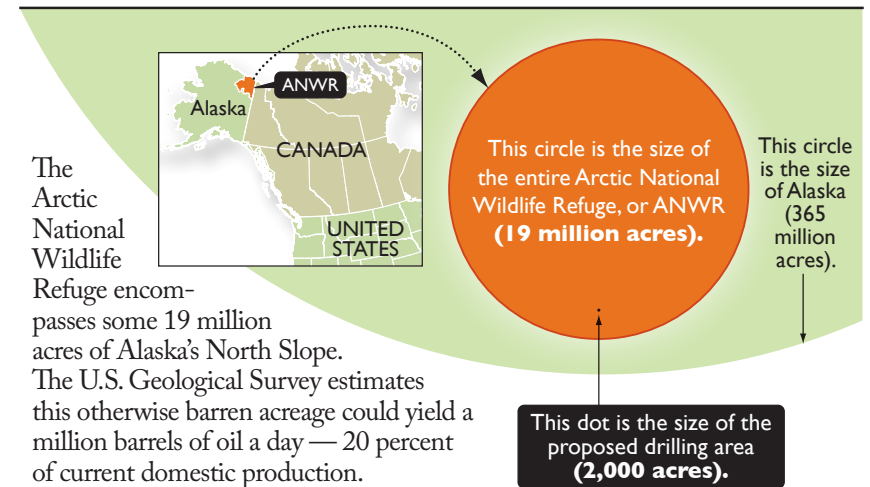 ANWR
Alaska
CANADA
UNITED
STATES
The
Arctic
National
Wildlife
Refuge encom-
passes some 19 million
acres of Alaska’s North Slope.
The U.S. Geological Survey estimates
this otherwise barren acreage could yield a
million barrels of oil a day — 20 percent
of current domestic production.
This circle is the size of
the entire Arctic National
Wildlife Refuge, or ANWR
(19 million acres).
This circle
is the size
of Alaska
(365
million
acres).
This dot is the size of the
proposed drilling area
(2,000 acres).